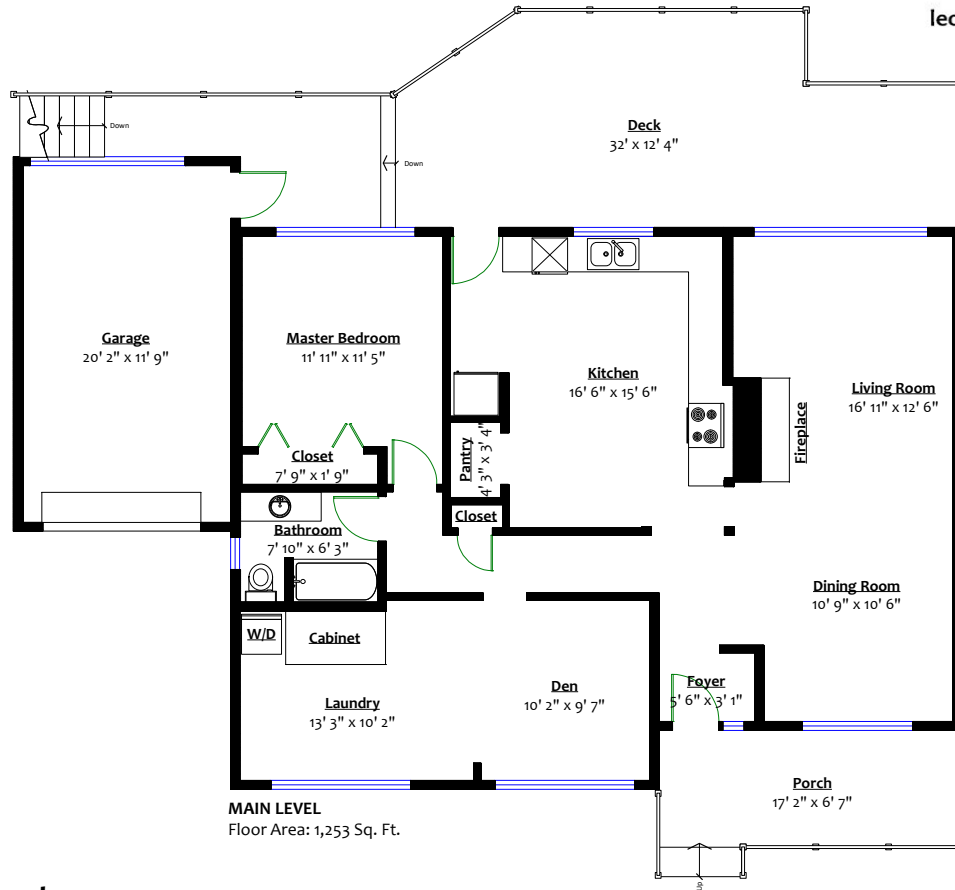 Deck
32' x 12' 4"
Down
Down
Garage
20' 2" x 11' 9"
Master Bedroom
11' 11" x 11' 5"
Kitchen
16' 6" x 15' 6"
Living Room
16' 11" x 12' 6"
Fireplace
Closet
7' 9" x 1' 9"
Pantry
4' 3" x 3' 4"
Closet
Bathroom
7' 10" x 6' 3"
Dining Room
10' 9" x 10' 6"
W/D
Cabinet
Laundry
13' 3" x 10' 2"
Den
10' 2" x 9' 7"
Foyer
5' 6" x 3' 1"
Porch
17' 2" x 6' 7"
Up
MAIN LEVEL
Floor Area: 1,253 Sq. Ft.